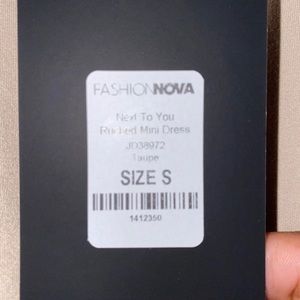 FASHIONNOVA
Next To You
Ruched Mini Dress
JD38972
Taupe
SIZE S
1412350